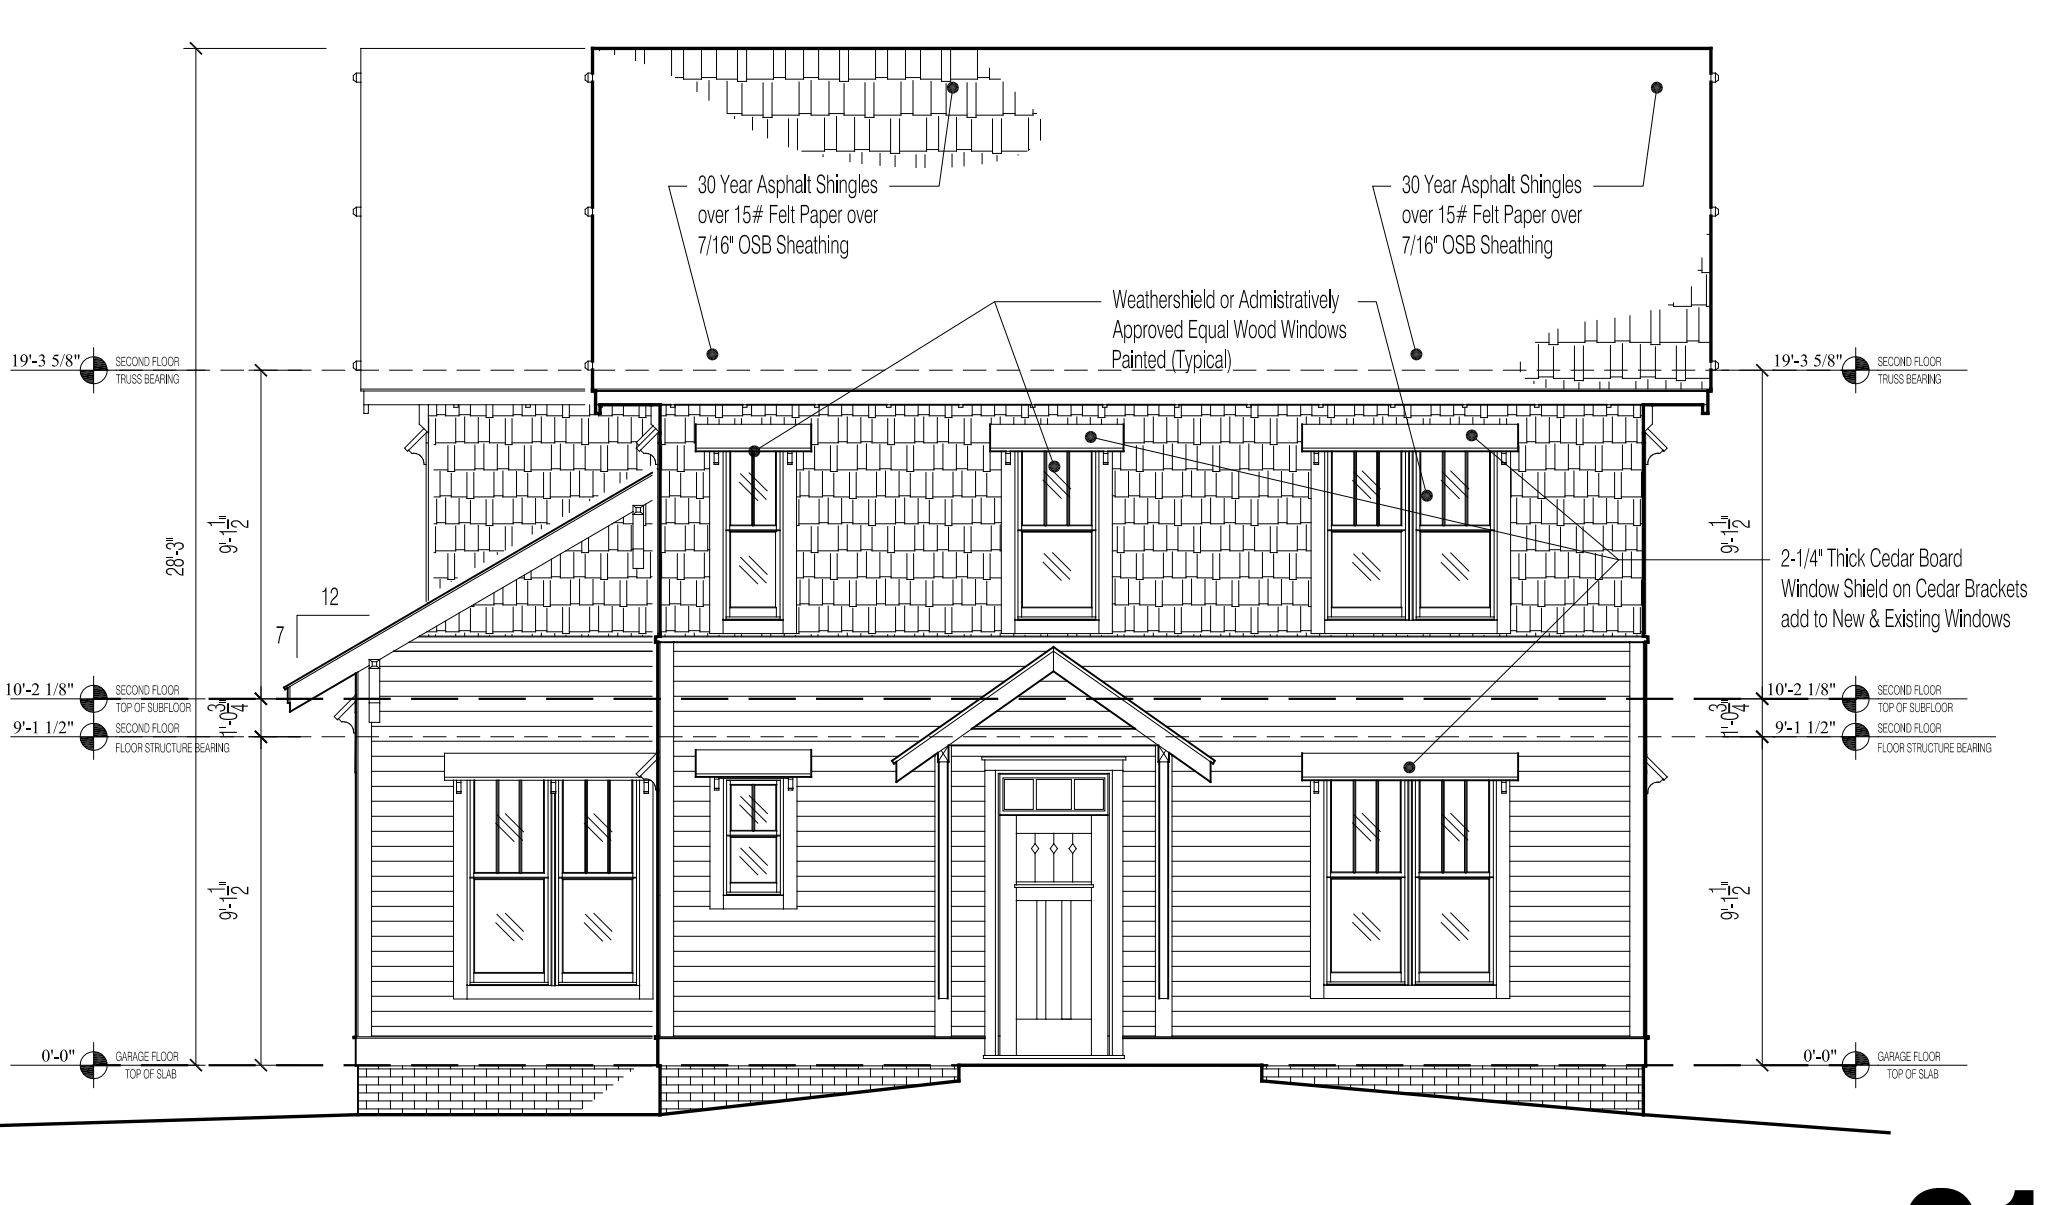 30 Year Asphalt Shingles
over 15# Felt Paper over
7/16" OSB Sheathing
30 Year Asphalt Shingles
over 15# Felt Paper over
7/16" OSB Sheathing
Weathershield or Admistratively
Approved Equal Wood Windows
Painted (Typical)
19'-3 5/8" SECOND FLOOR
TRUSS BEARING
19'-3 5/8" SECOND FLOOR
TRUSS BEARING
28'-3"
9'-1 1/2"
9'-1 1/2"
2-1/4" Thick Cedar Board
Window Shield on Cedar Brackets
add to New & Existing Windows
12
7
10'-2 1/8" SECOND FLOOR
TOP OF SUBFLOOR
1'-0 3/4"
9'-1 1/2" SECOND FLOOR
FLOOR STRUCTURE BEARING
10'-2 1/8" SECOND FLOOR
TOP OF SUBFLOOR
1'-0 3/4"
9'-1 1/2" SECOND FLOOR
FLOOR STRUCTURE BEARING
9'-1 1/2"
9'-1 1/2"
0'-0" GARAGE FLOOR
TOP OF SLAB
0'-0" GARAGE FLOOR
TOP OF SLAB